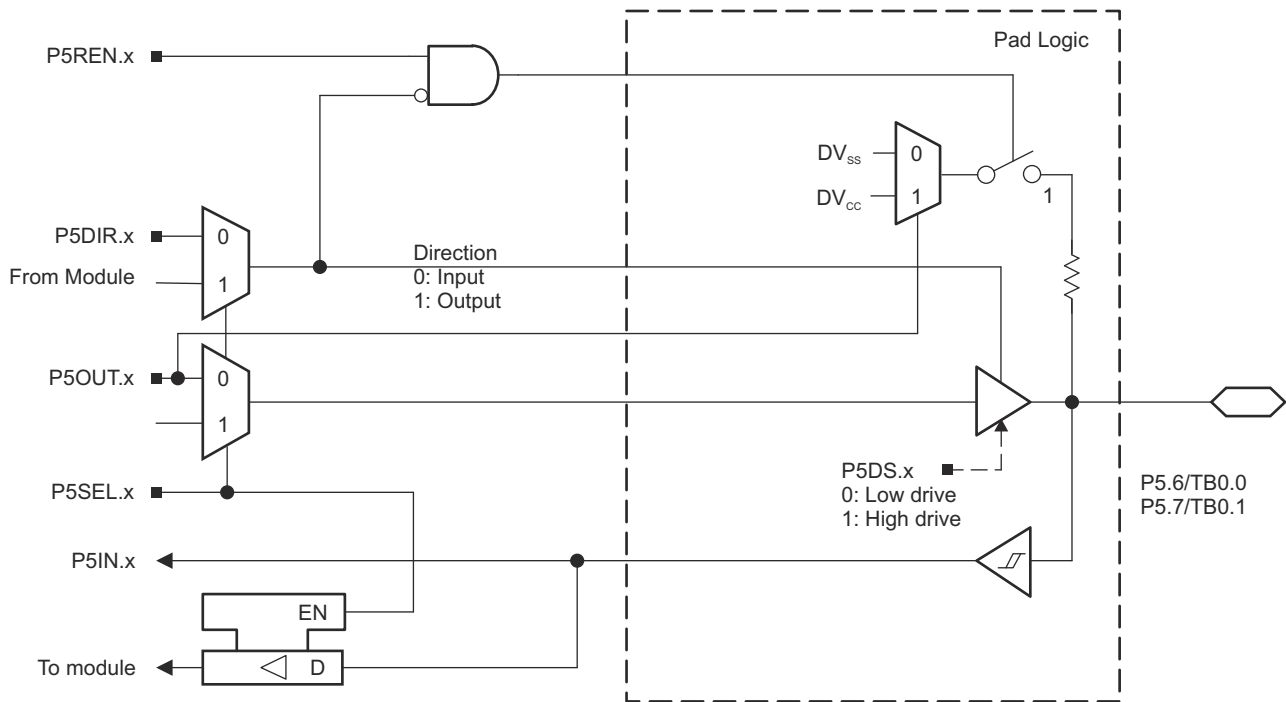 P5REN.x
Pad Logic
DVSS
0
DVCC
1
1
P5DIR.x
0
From Module
1
Direction
0: Input
1: Output
P5OUT.x
0
1
P5DS.x
0: Low drive
1: High drive
P5SEL.x
P5.6/TB0.0
P5.7/TB0.1
P5IN.x
EN
To module
D